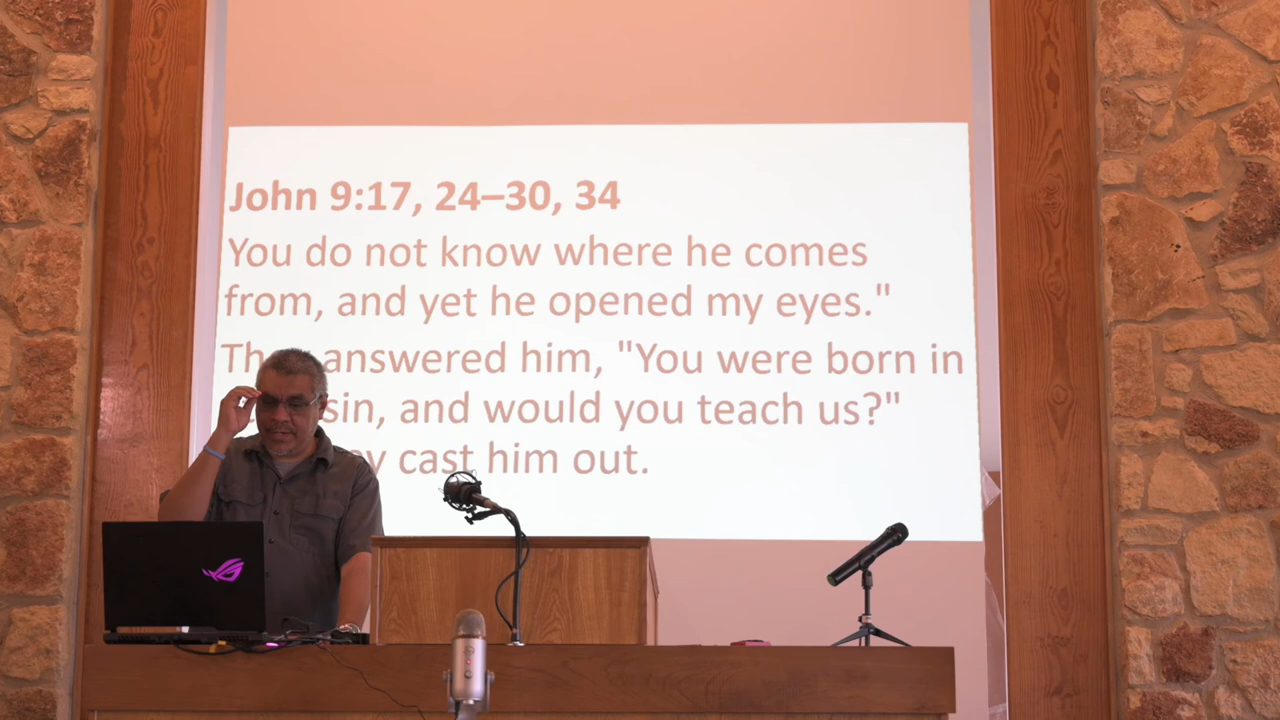 John 9:17, 24–30, 34
You do not know where he comes
from, and yet he opened my eyes."
answered him, "You were born in
sin, and would you teach us?"
cast him out.